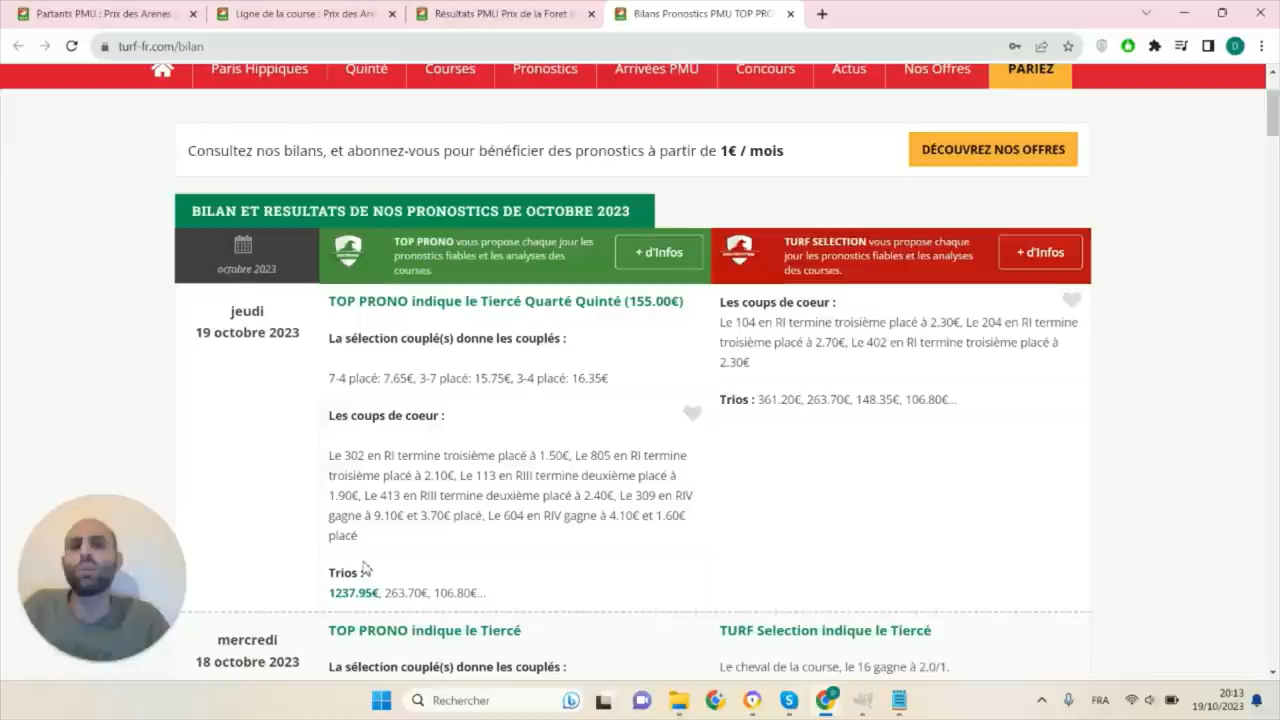 Partants PMU : Prix des Arenes
Ligne de la course : Prix des Are
Résultats PMU Prix de la Foret d
Bilans Pronostics PMU TOP PRO
turf-fr.com/bilan
D
Paris Hippiques
Quinté
Courses
Pronostics
Arrivées PMU
Concours
Actus
Nos Offres
PARIEZ
Consultez nos bilans, et abonnez-vous pour bénéficier des pronostics à partir de 1€ / mois
DÉCOUVREZ NOS OFFRES
BILAN ET RESULTATS DE NOS PRONOSTICS DE OCTOBRE 2023
octobre 2023
TOP PRONO vous propose chaque jour les
pronostics fiables et les analyses des
courses.
+ d'Infos
TURF SELECTION vous propose chaque
jour les pronostics fiables et les analyses
des courses.
+ d'Infos
jeudi
19 octobre 2023
TOP PRONO indique le Tiercé Quarté Quinté (155.00€)
La sélection couplé(s) donne les couplés :
7-4 placé: 7.65€, 3-7 placé: 15.75€, 3-4 placé: 16.35€
Les coups de coeur :
Le 302 en RI termine troisième placé à 1.50€, Le 805 en RI termine
troisième placé à 2.10€, Le 113 en RIII termine deuxième placé à
1.90€, Le 413 en RIII termine deuxième placé à 2.40€, Le 309 en RIV
gagne à 9.10€ et 3.70€ placé, Le 604 en RIV gagne à 4.10€ et 1.60€
placé
Trios :
1237.95€, 263.70€, 106.80€...
Les coups de coeur :
Le 104 en RI termine troisième placé à 2.30€, Le 204 en RI termine
troisième placé à 2.70€, Le 402 en RI termine troisième placé à
2.30€
Trios : 361.20€, 263.70€, 148.35€, 106.80€...
mercredi
18 octobre 2023
TOP PRONO indique le Tiercé
La sélection couplé(s) donne les couplés :
TURF Selection indique le Tiercé
Le cheval de la course, le 16 gagne à 2.0/1.
Rechercher
FRA
20:13
19/10/2023